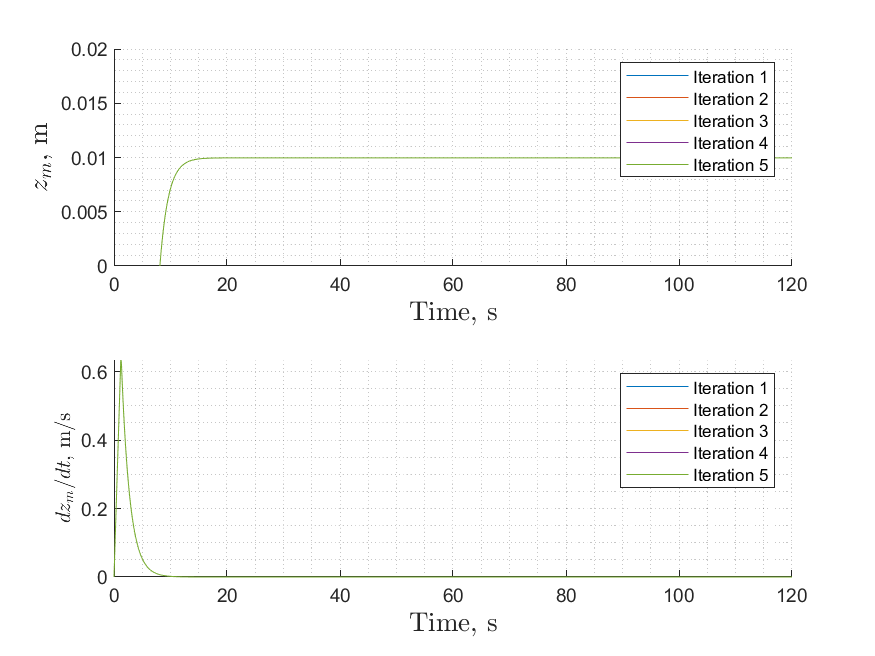 0.02
0.015
0.01
0.005
0
z_m, m
0 20 40 60 80 100 120
Time, s
Iteration 1
Iteration 2
Iteration 3
Iteration 4
Iteration 5
0.6
0.4
0.2
0
dz_m/dt, m/s
0 20 40 60 80 100 120
Time, s
Iteration 1
Iteration 2
Iteration 3
Iteration 4
Iteration 5